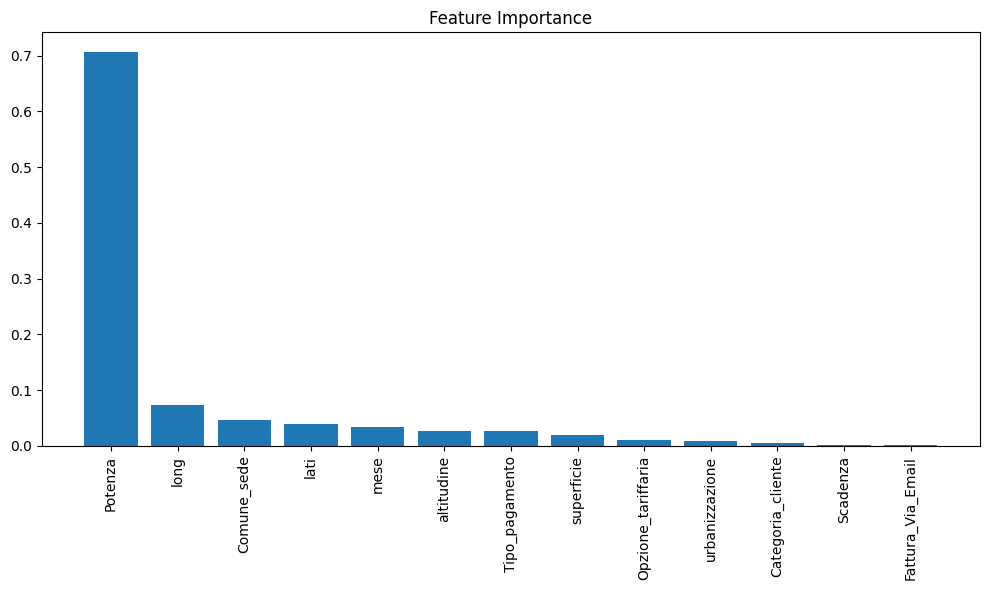 Feature Importance
0.7
0.6
0.5
0.4
0.3
0.2
0.1
0.0
Potenza
long
Comune_sede
lati
mese
altitudine
Tipo_pagamento
superficie
Opzione_tariffaria
urbanizzazione
Categoria_cliente
Scadenza
Fattura_Via_Email